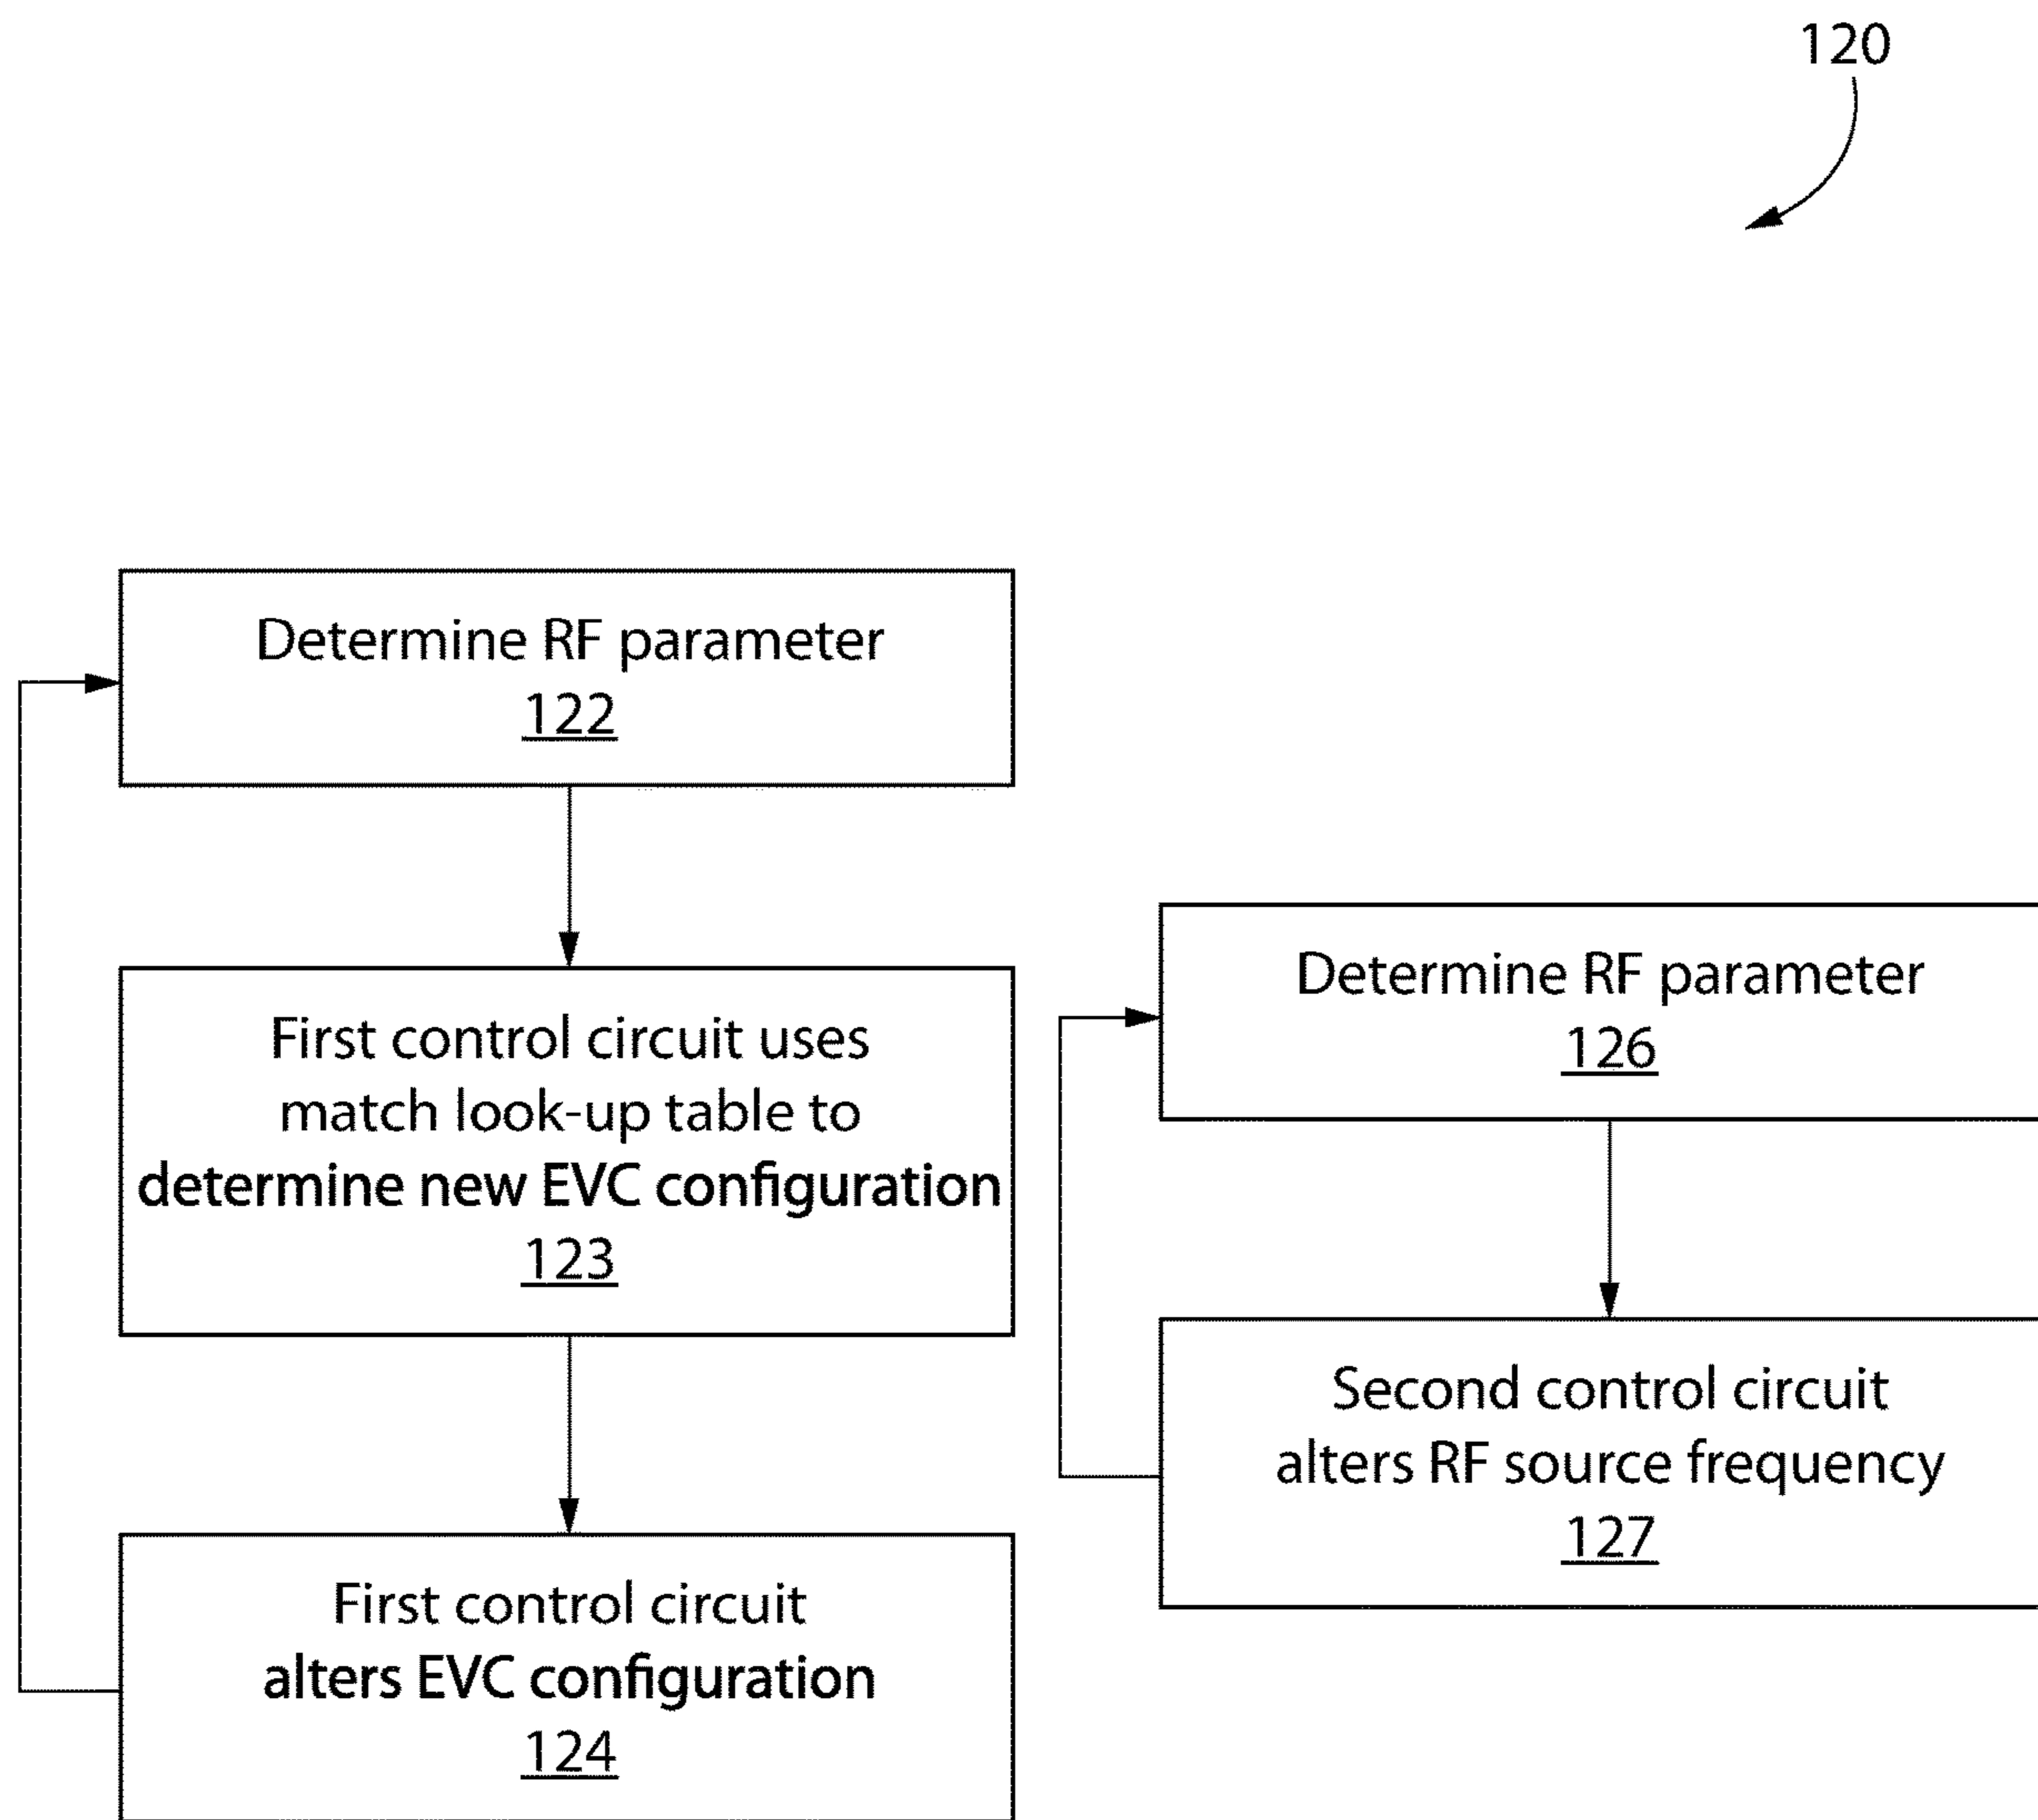 120
Determine RF parameter
122
First control circuit uses
match look-up table to
determine new EVC configuration
123
First control circuit
alters EVC configuration
124
Determine RF parameter
126
Second control circuit
alters RF source frequency
127